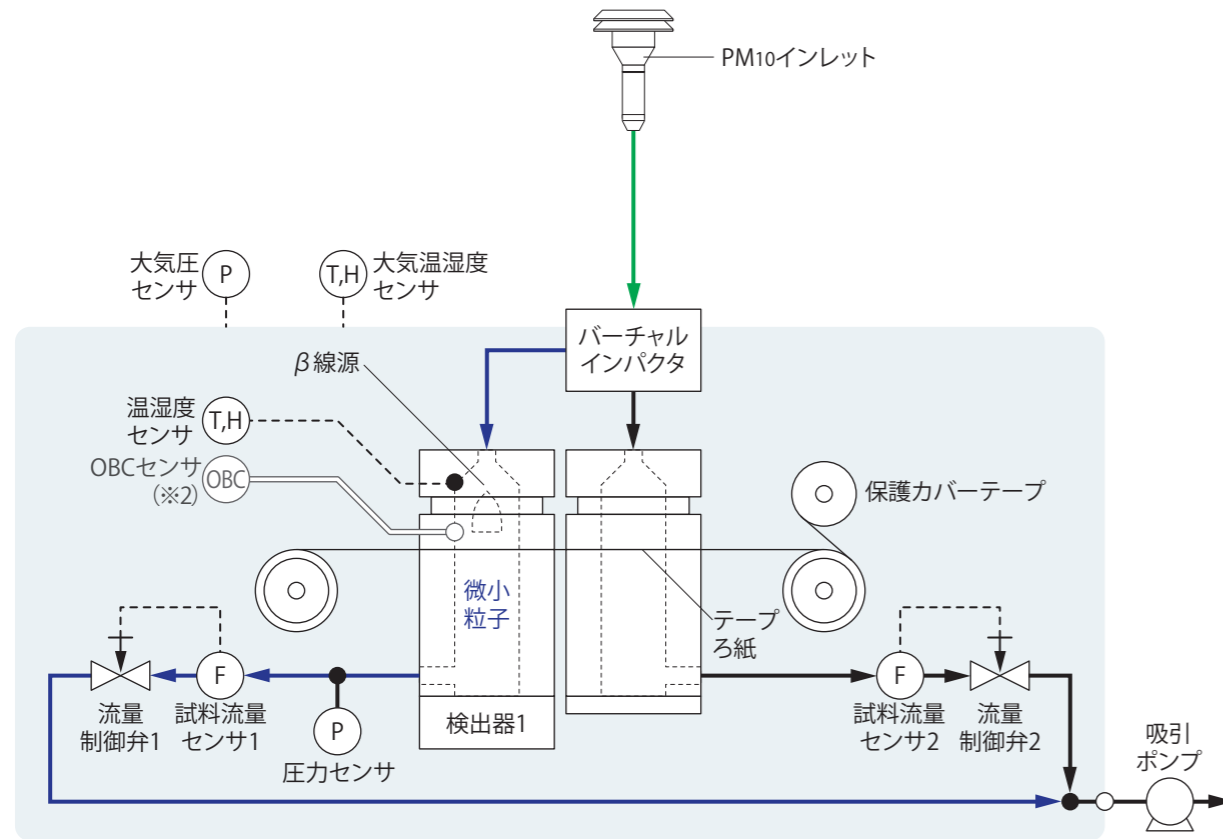 PM10インレット
大気圧
センサ
P
T,H
大気温湿度
センサ
バーチャル
インパクタ
β線源
温湿度
センサ
T,H
OBCセンサ
(※2)
OBC
保護カバーテープ
微小
粒子
テープ
ろ紙
F
F
流量
制御弁1
試料流量
センサ1
P
圧力センサ
検出器1
試料流量
センサ2
流量
制御弁2
吸引
ポンプ